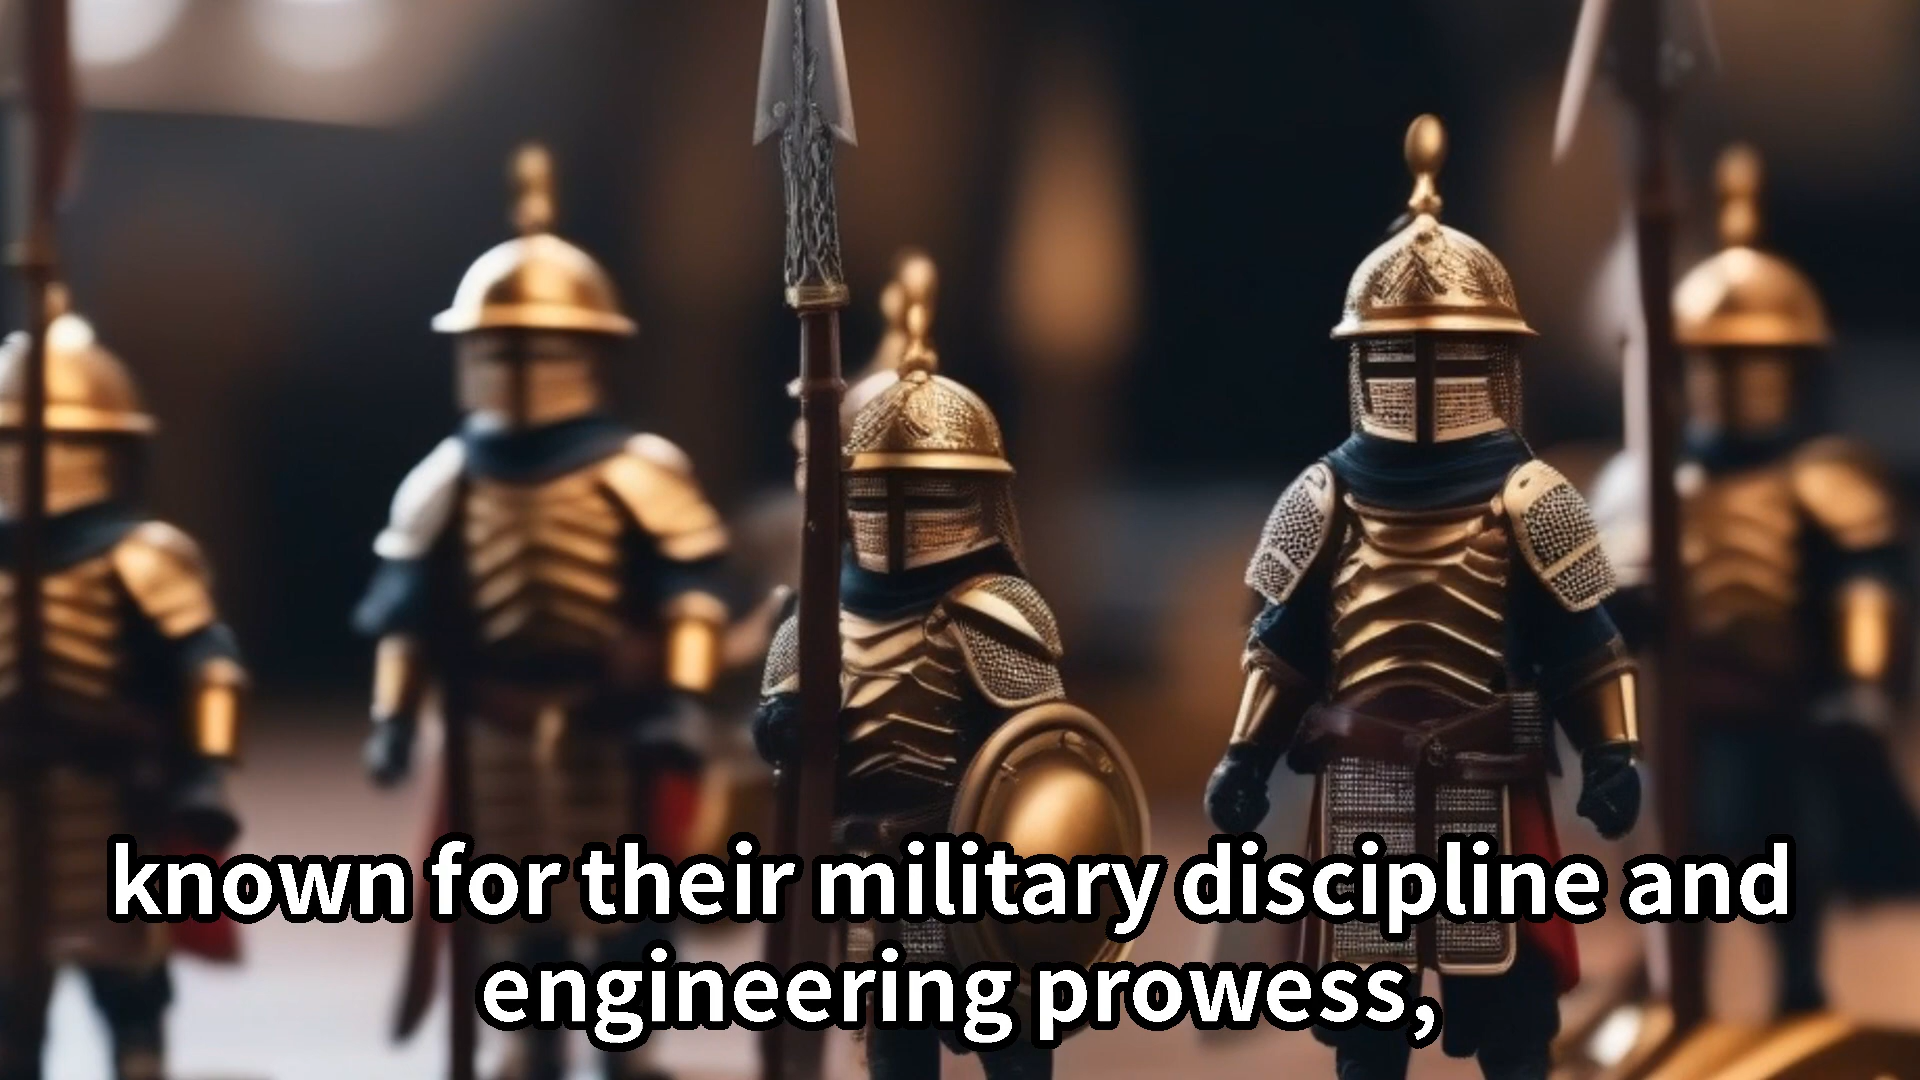 known for their military discipline and
engineering prowess,